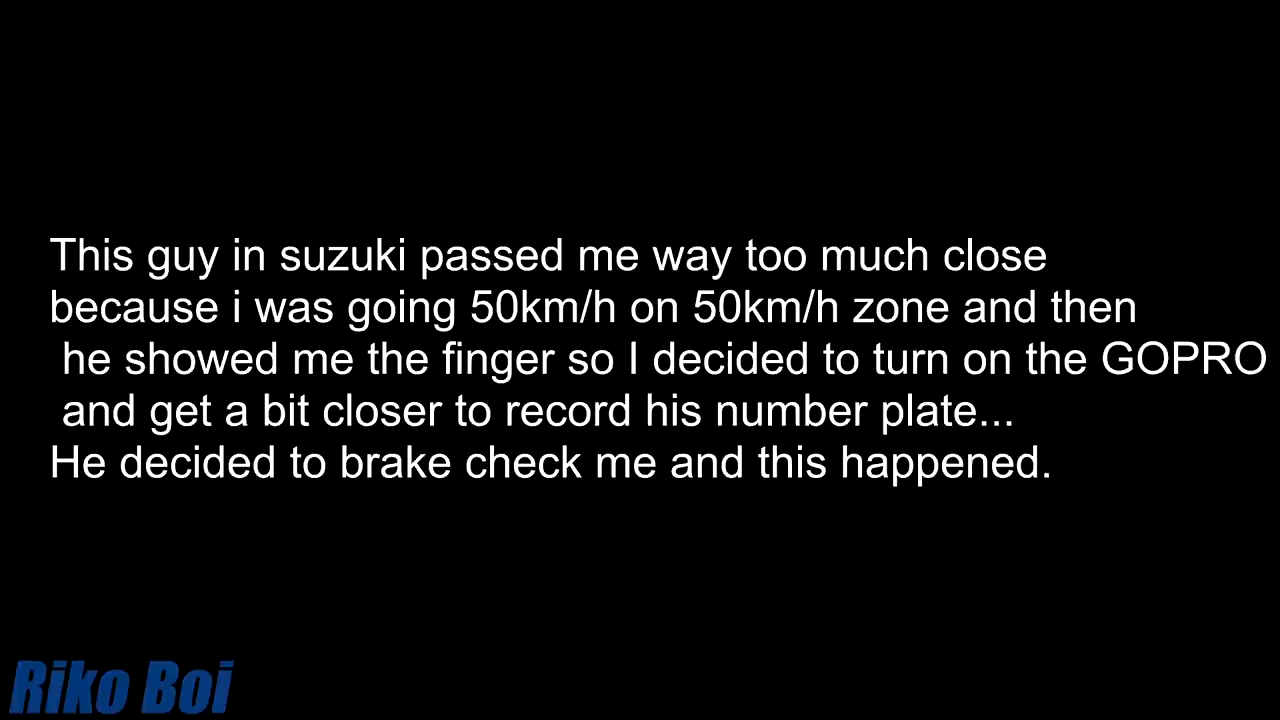 This guy in suzuki passed me way too much close
because i was going 50km/h on 50km/h zone and then
he showed me the finger so I decided to turn on the GOPRO
and get a bit closer to record his number plate...
He decided to brake check me and this happened.
Riko Boi